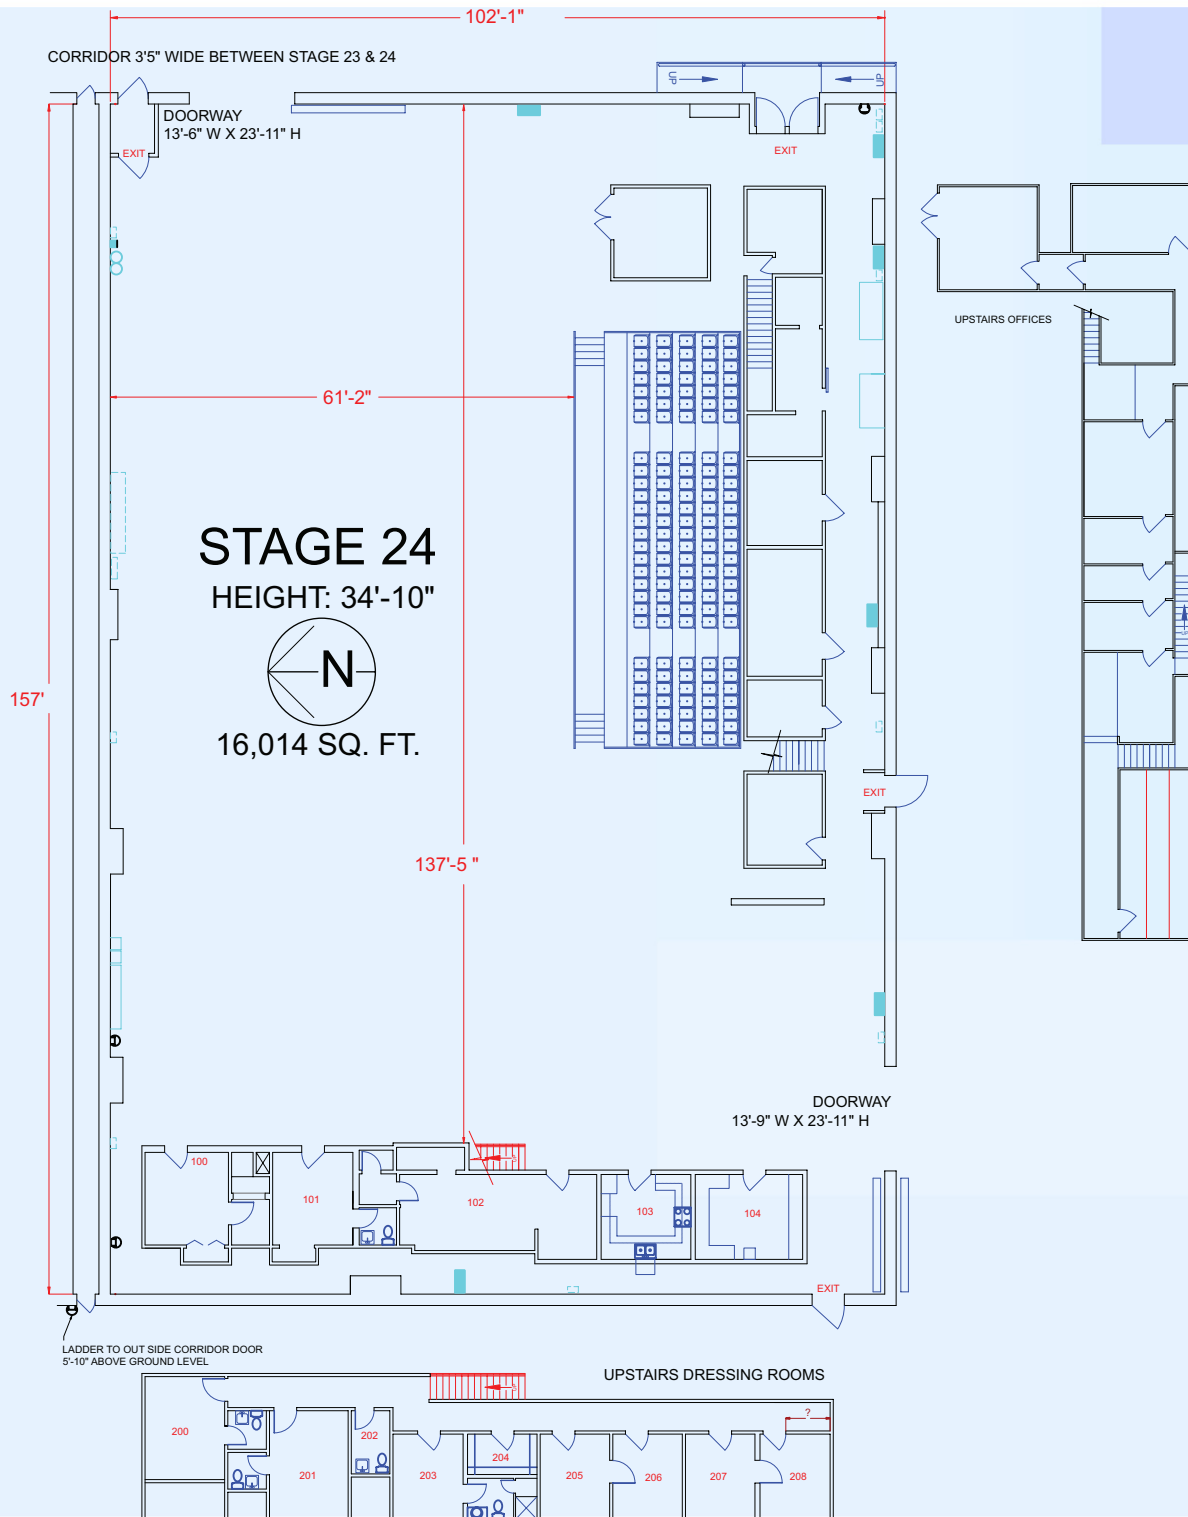 102'-1"
CORRIDOR 3'5" WIDE BETWEEN STAGE 23 & 24
UP
UP
DOORWAY
13'-6" W X 23'-11" H
EXIT
EXIT
UPSTAIRS OFFICES
61'-2"
STAGE 24
HEIGHT: 34'-10"
N
157'
16,014 SQ. FT.
EXIT
137'-5 "
DOORWAY
13'-9" W X 23'-11" H
100
101
102
103
104
EXIT
LADDER TO OUT SIDE CORRIDOR DOOR
5'-10" ABOVE GROUND LEVEL
UPSTAIRS DRESSING ROOMS
?
200
201
202
203
204
205
206
207
208